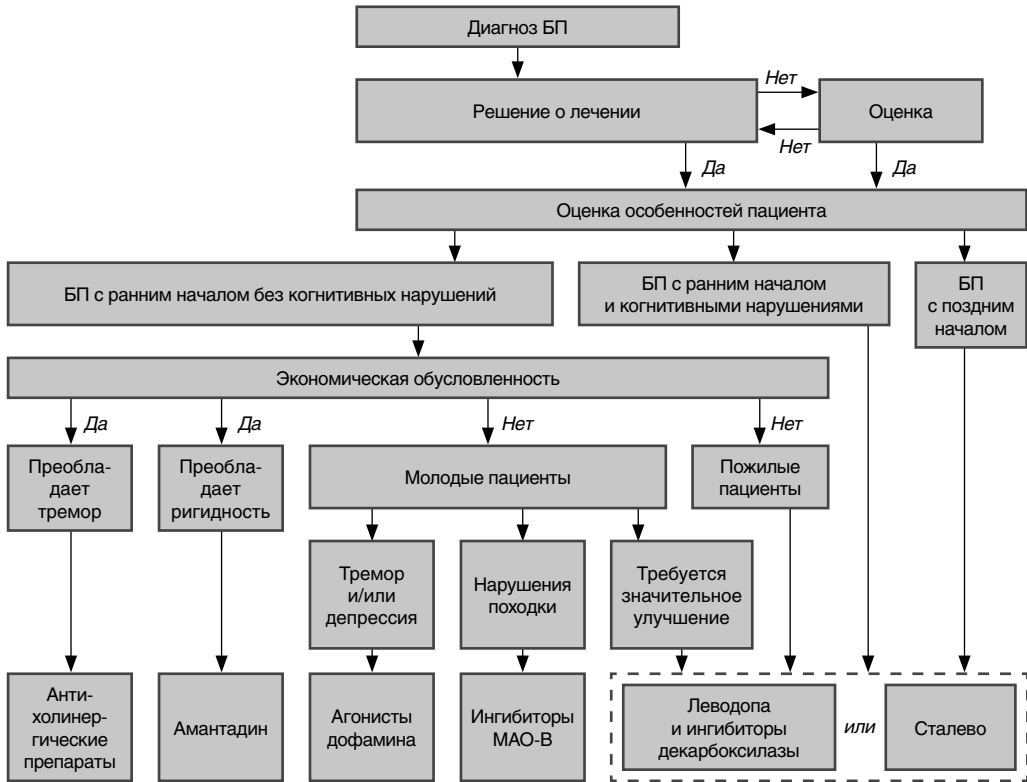 Диагноз БП
Решение о лечении
Нет
Нет
Оценка
Да
Да
Оценка особенностей пациента
БП с ранним началом без когнитивных нарушений
БП с ранним началом
и когнитивными нарушениями
БП
с поздним
началом
Экономическая обусловленность
Да
Да
Нет
Нет
Преобла-
дает
тремор
Преобла-
дает
ригидность
Молодые пациенты
Пожилые
пациенты
Тремор
и/или
депрессия
Нарушения
походки
Требуется
значительное
улучшение
Анти-
холинер-
гические
препараты
Амантадин
Агонисты
дофамина
Ингибиторы
МАО-В
Леводопа
и ингибиторы
декарбоксилазы
или
Сталево